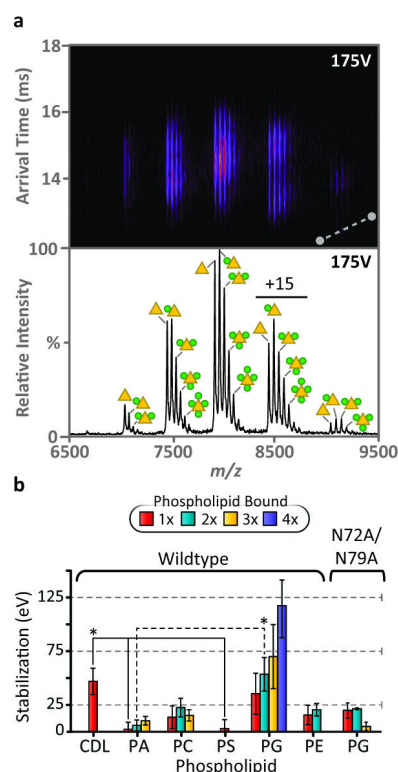 a
18
175V
16
14
Arrival Time (ms)
100
175V
+15
%
Relative Intensity
0
6500 7500 8500 9500
m/z
b
Phospholipid Bound
1x 2x 3x 4x
N72A/
N79A
Wildtype
125
75
25
0
Stabilization (eV)
* *
CDL PA PC PS PG PE PG
Phospholipid